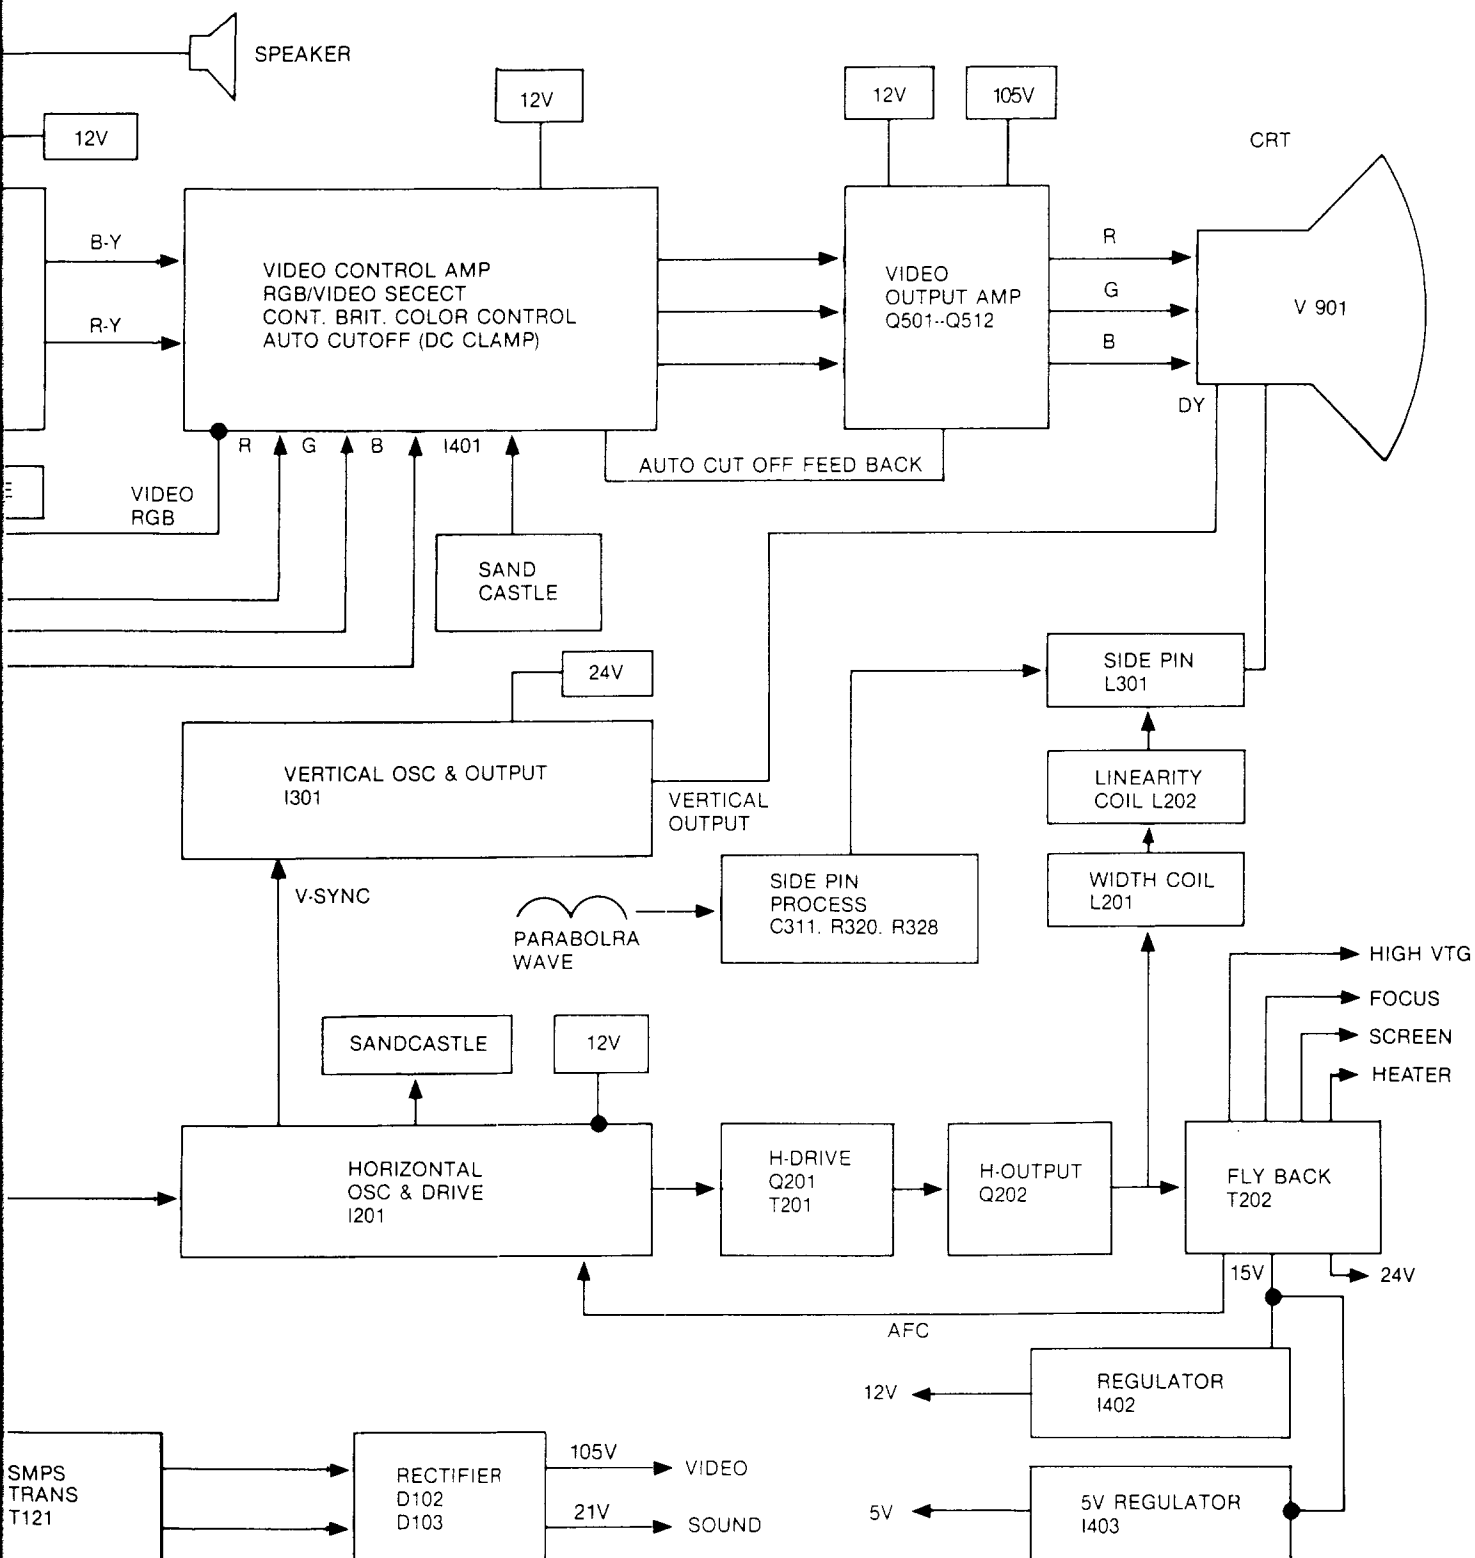 SPEAKER
12V
12V
12V
105V
CRT
B-Y
R-Y
VIDEO CONTROL AMP
RGB/VIDEO SECECT
CONT. BRIT. COLOR CONTROL
AUTO CUTOFF (DC CLAMP)
VIDEO
OUTPUT AMP
Q501--Q512
R
G
B
V 901
DY
R
G
B
I401
AUTO CUT OFF FEED BACK
E
VIDEO
RGB
SAND
CASTLE
24V
SIDE PIN
L301
VERTICAL OSC & OUTPUT
I301
VERTICAL
OUTPUT
LINEARITY
COIL L202
V-SYNC
PARABOLRA
WAVE
SIDE PIN
PROCESS
C311. R320. R328
WIDTH COIL
L201
HIGH VTG
FOCUS
SCREEN
HEATER
SANDCASTLE
12V
HORIZONTAL
OSC & DRIVE
I201
H-DRIVE
Q201
T201
H-OUTPUT
Q202
FLY BACK
T202
15V
24V
AFC
12V
REGULATOR
I402
SMPS
TRANS
T121
RECTIFIER
D102
D103
105V
VIDEO
21V
SOUND
5V
5V REGULATOR
I403